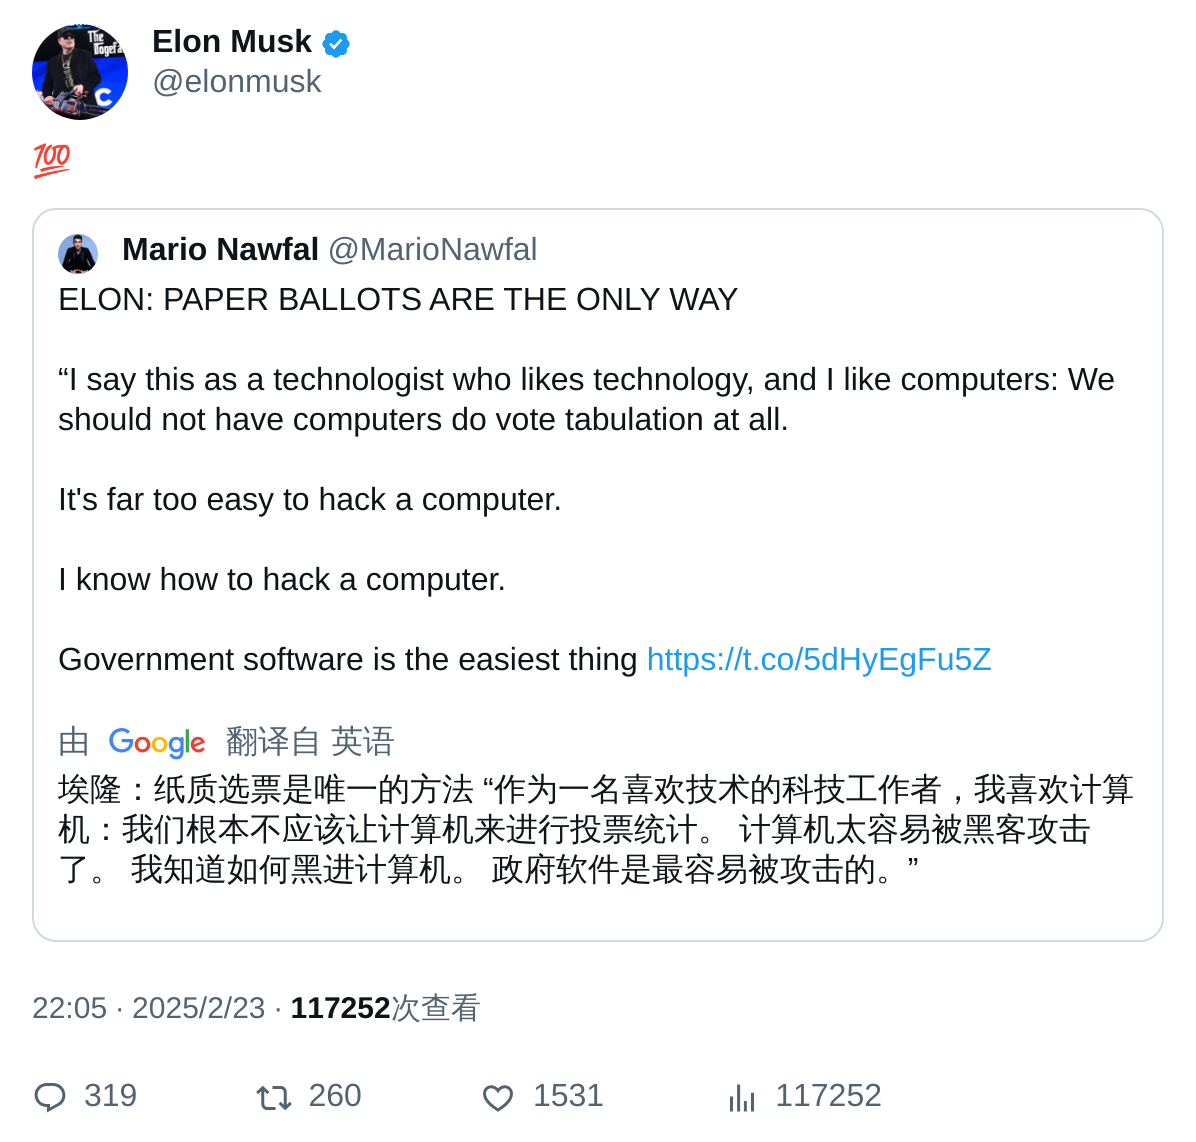 The
Dogefa
C
Elon Musk
@elonmusk
💯
Mario Nawfal @MarioNawfal
ELON: PAPER BALLOTS ARE THE ONLY WAY
“I say this as a technologist who likes technology, and I like computers: We
should not have computers do vote tabulation at all.
It's far too easy to hack a computer.
I know how to hack a computer.
Government software is the easiest thing https://t.co/5dHyEgFu5Z
由 Google 翻译自 英语
埃隆：纸质选票是唯一的方法 “作为一名喜欢技术的科技工作者，我喜欢计算
机：我们根本不应该让计算机来进行投票统计。 计算机太容易被黑客攻击
了。 我知道如何黑进计算机。 政府软件是最容易被攻击的。”
22:05 · 2025/2/23 · 117252次查看
319 260 1531 117252